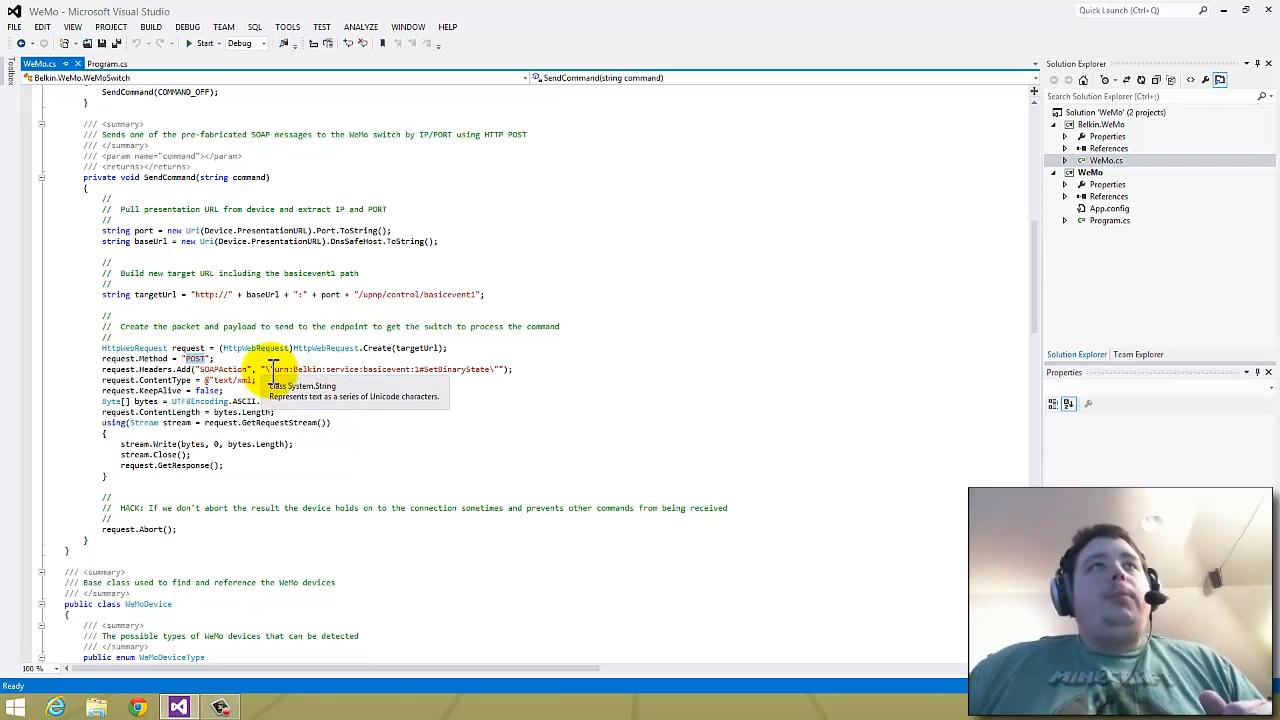 WeMo - Microsoft Visual Studio
Quick Launch (Ctrl+Q)
FILE EDIT VIEW PROJECT BUILD DEBUG TEAM SQL TOOLS TEST ANALYZE WINDOW HELP
Start Debug
Toolbox
WeMo.cs Program.cs
Belkin.WeMo.WeMoSwitch SendCommand(string command)
SendCommand(COMMAND_OFF);
}
/// <summary>
/// Sends one of the pre-fabricated SOAP messages to the WeMo switch by IP/PORT using HTTP POST
/// </summary>
/// <param name="command"></param>
/// <returns></returns>
private void SendCommand(string command)
{
//
// Pull presentation URL from device and extract IP and PORT
//
string port = new Uri(Device.PresentationURL).Port.ToString();
string baseUrl = new Uri(Device.PresentationURL).DnsSafeHost.ToString();
//
// Build new target URL including the basicevent1 path
//
string targetUrl = "http://" + baseUrl + ":" + port + "/upnp/control/basicevent1";
//
// Create the packet and payload to send to the endpoint to get the switch to process the command
//
HttpWebRequest request = (HttpWebRequest)HttpWebRequest.Create(targetUrl);
request.Method = "POST";
request.Headers.Add("SOAPAction", "\"urn:Belkin:service:basicevent:1#SetBinaryState\"");
request.ContentType = @"text/xml;
class System.String
request.KeepAlive = false;
Represents text as a series of Unicode characters.
Byte[] bytes = UTF8Encoding.ASCII.
request.ContentLength = bytes.Length;
using(Stream stream = request.GetRequestStream())
{
stream.Write(bytes, 0, bytes.Length);
stream.Close();
request.GetResponse();
}
//
// HACK: If we don't abort the result the device holds on to the connection sometimes and prevents other commands from being received
//
request.Abort();
}
}
/// <summary>
/// Base class used to find and reference the WeMo devices
/// </summary>
public class WeMoDevice
{
/// <summary>
/// The possible types of WeMo devices that can be detected
/// </summary>
public enum WeMoDeviceType
100 %
Ready
Solution Explorer
Search Solution Explorer (Ctrl+;)
Solution 'WeMo' (2 projects)
Belkin.WeMo
Properties
References
WeMo.cs
WeMo
Properties
References
App.config
Program.cs
Solution Explorer Team Explorer
Properties